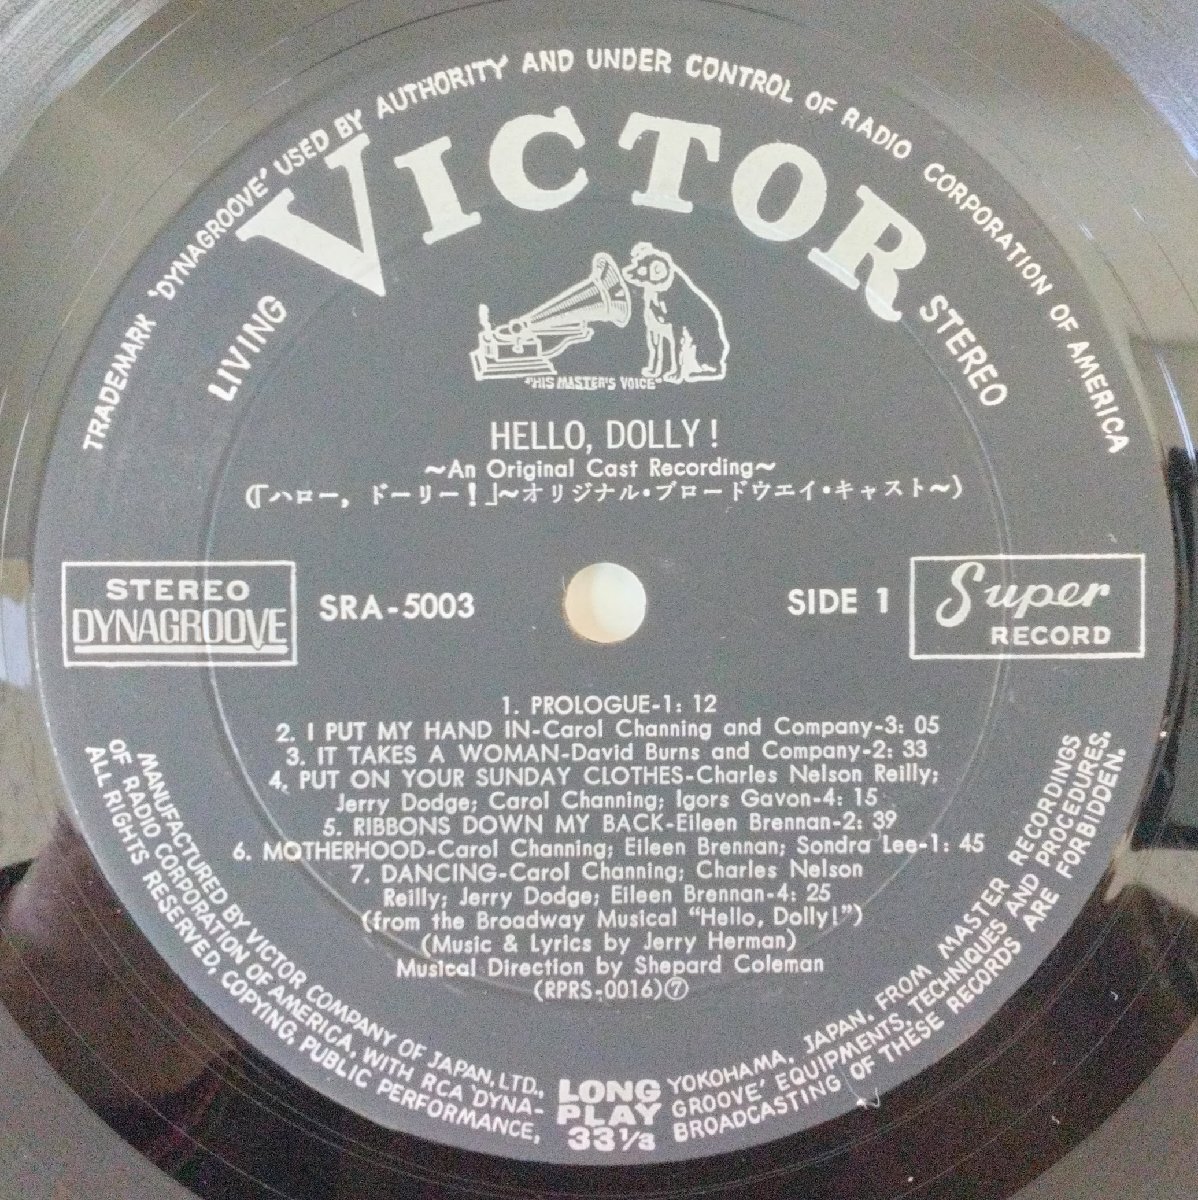 TRADEMARK 'DYNAGROOVE' USED BY AUTHORITY AND UNDER CONTROL OF RADIO CORPORATION OF AMERICA
VICTOR
LIVING
STEREO
"HIS MASTER'S VOICE"
HELLO, DOLLY!
~An Original Cast Recording~
(「ハロー，ドーリー！」~オリジナル・ブロードウエイ・キャスト~)
STEREO
DYNAGROOVE
SRA-5003
SIDE 1
Super
RECORD
1. PROLOGUE-1: 12
2. I PUT MY HAND IN-Carol Channing and Company-3: 05
3. IT TAKES A WOMAN-David Burns and Company-2: 33
4. PUT ON YOUR SUNDAY CLOTHES-Charles Nelson Reilly;
Jerry Dodge; Carol Channing; Igors Gavon-4: 15
5. RIBBONS DOWN MY BACK-Eileen Brennan-2: 39
6. MOTHERHOOD-Carol Channing; Eileen Brennan; Sondra Lee-1: 45
7. DANCING-Carol Channing; Charles Nelson
Reilly; Jerry Dodge; Eileen Brennan-4: 25
(from the Broadway Musical "Hello, Dolly!")
(Music & Lyrics by Jerry Herman)
Musical Direction by Shepard Coleman
(RPRS-0016)⑦
MANUFACTURED BY VICTOR COMPANY OF JAPAN, LTD., YOKOHAMA, JAPAN, FROM MASTER RECORDINGS
OF RADIO CORPORATION OF AMERICA, WITH RCA 'DYNA-GROOVE' EQUIPMENTS, TECHNIQUES AND PROCEDURES.
ALL RIGHTS RESERVED, COPYING, PUBLIC PERFORMANCE, BROADCASTING OF THESE RECORDS ARE FORBIDDEN.
LONG
PLAY
33⅓